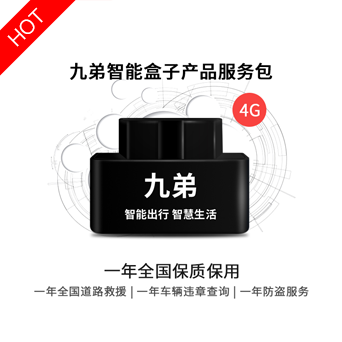 HOT
九弟智能盒子产品服务包
4G
九弟
智能出行 智慧生活
一年全国保质保用
一年全国道路救援 | 一年车辆违章查询 | 一年防盗服务